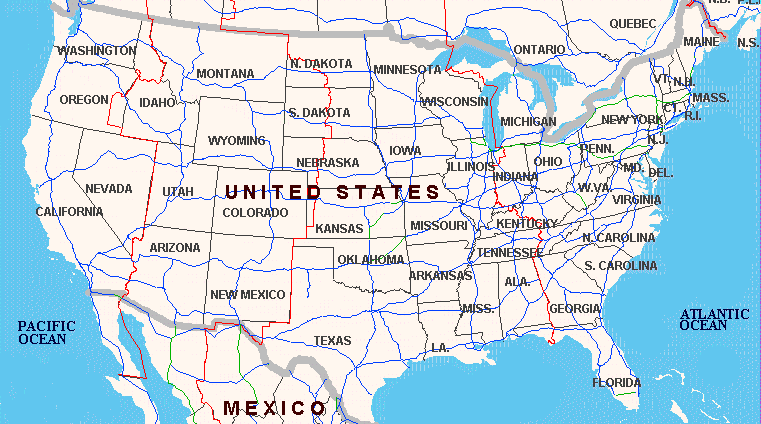 N.B.
P.E.
QUEBEC
MAINE
N.S.
ONTARIO
WASHINGTON
MONTANA
N. DAKOTA
MINNESOTA
VT.
N.H.
OREGON
IDAHO
S. DAKOTA
WISCONSIN
MICHIGAN
MASS.
CT.
R.I.
NEW YORK
WYOMING
IOWA
PENN.
N.J.
NEBRASKA
ILLINOIS
INDIANA
OHIO
MD.
DEL.
NEVADA
UTAH
UNITED STATES
W.VA.
VIRGINIA
CALIFORNIA
COLORADO
KANSAS
MISSOURI
KENTUCKY
N. CAROLINA
ARIZONA
OKLAHOMA
TENNESSEE
S. CAROLINA
ARKANSAS
NEW MEXICO
ALA.
MISS.
GEORGIA
PACIFIC
OCEAN
ATLANTIC
OCEAN
TEXAS
LA.
FLORIDA
MEXICO